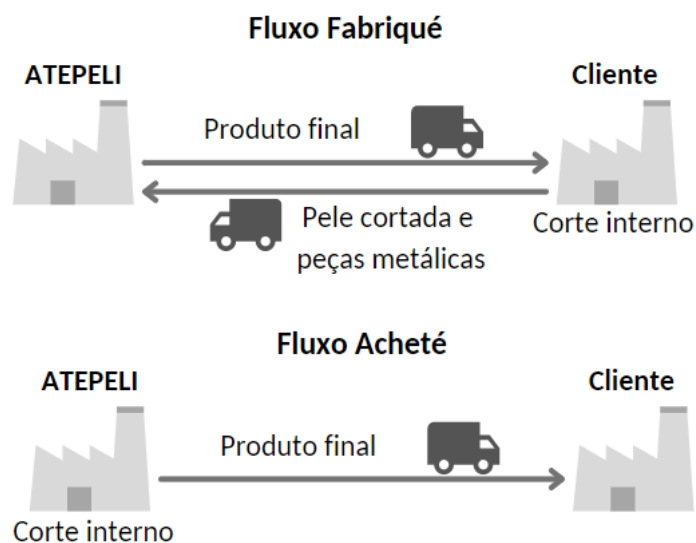 Fluxo Fabriqué
ATEPELI
Cliente
Produto final
Pele cortada e
peças metálicas
Corte interno
Fluxo Acheté
ATEPELI
Cliente
Produto final
Corte interno